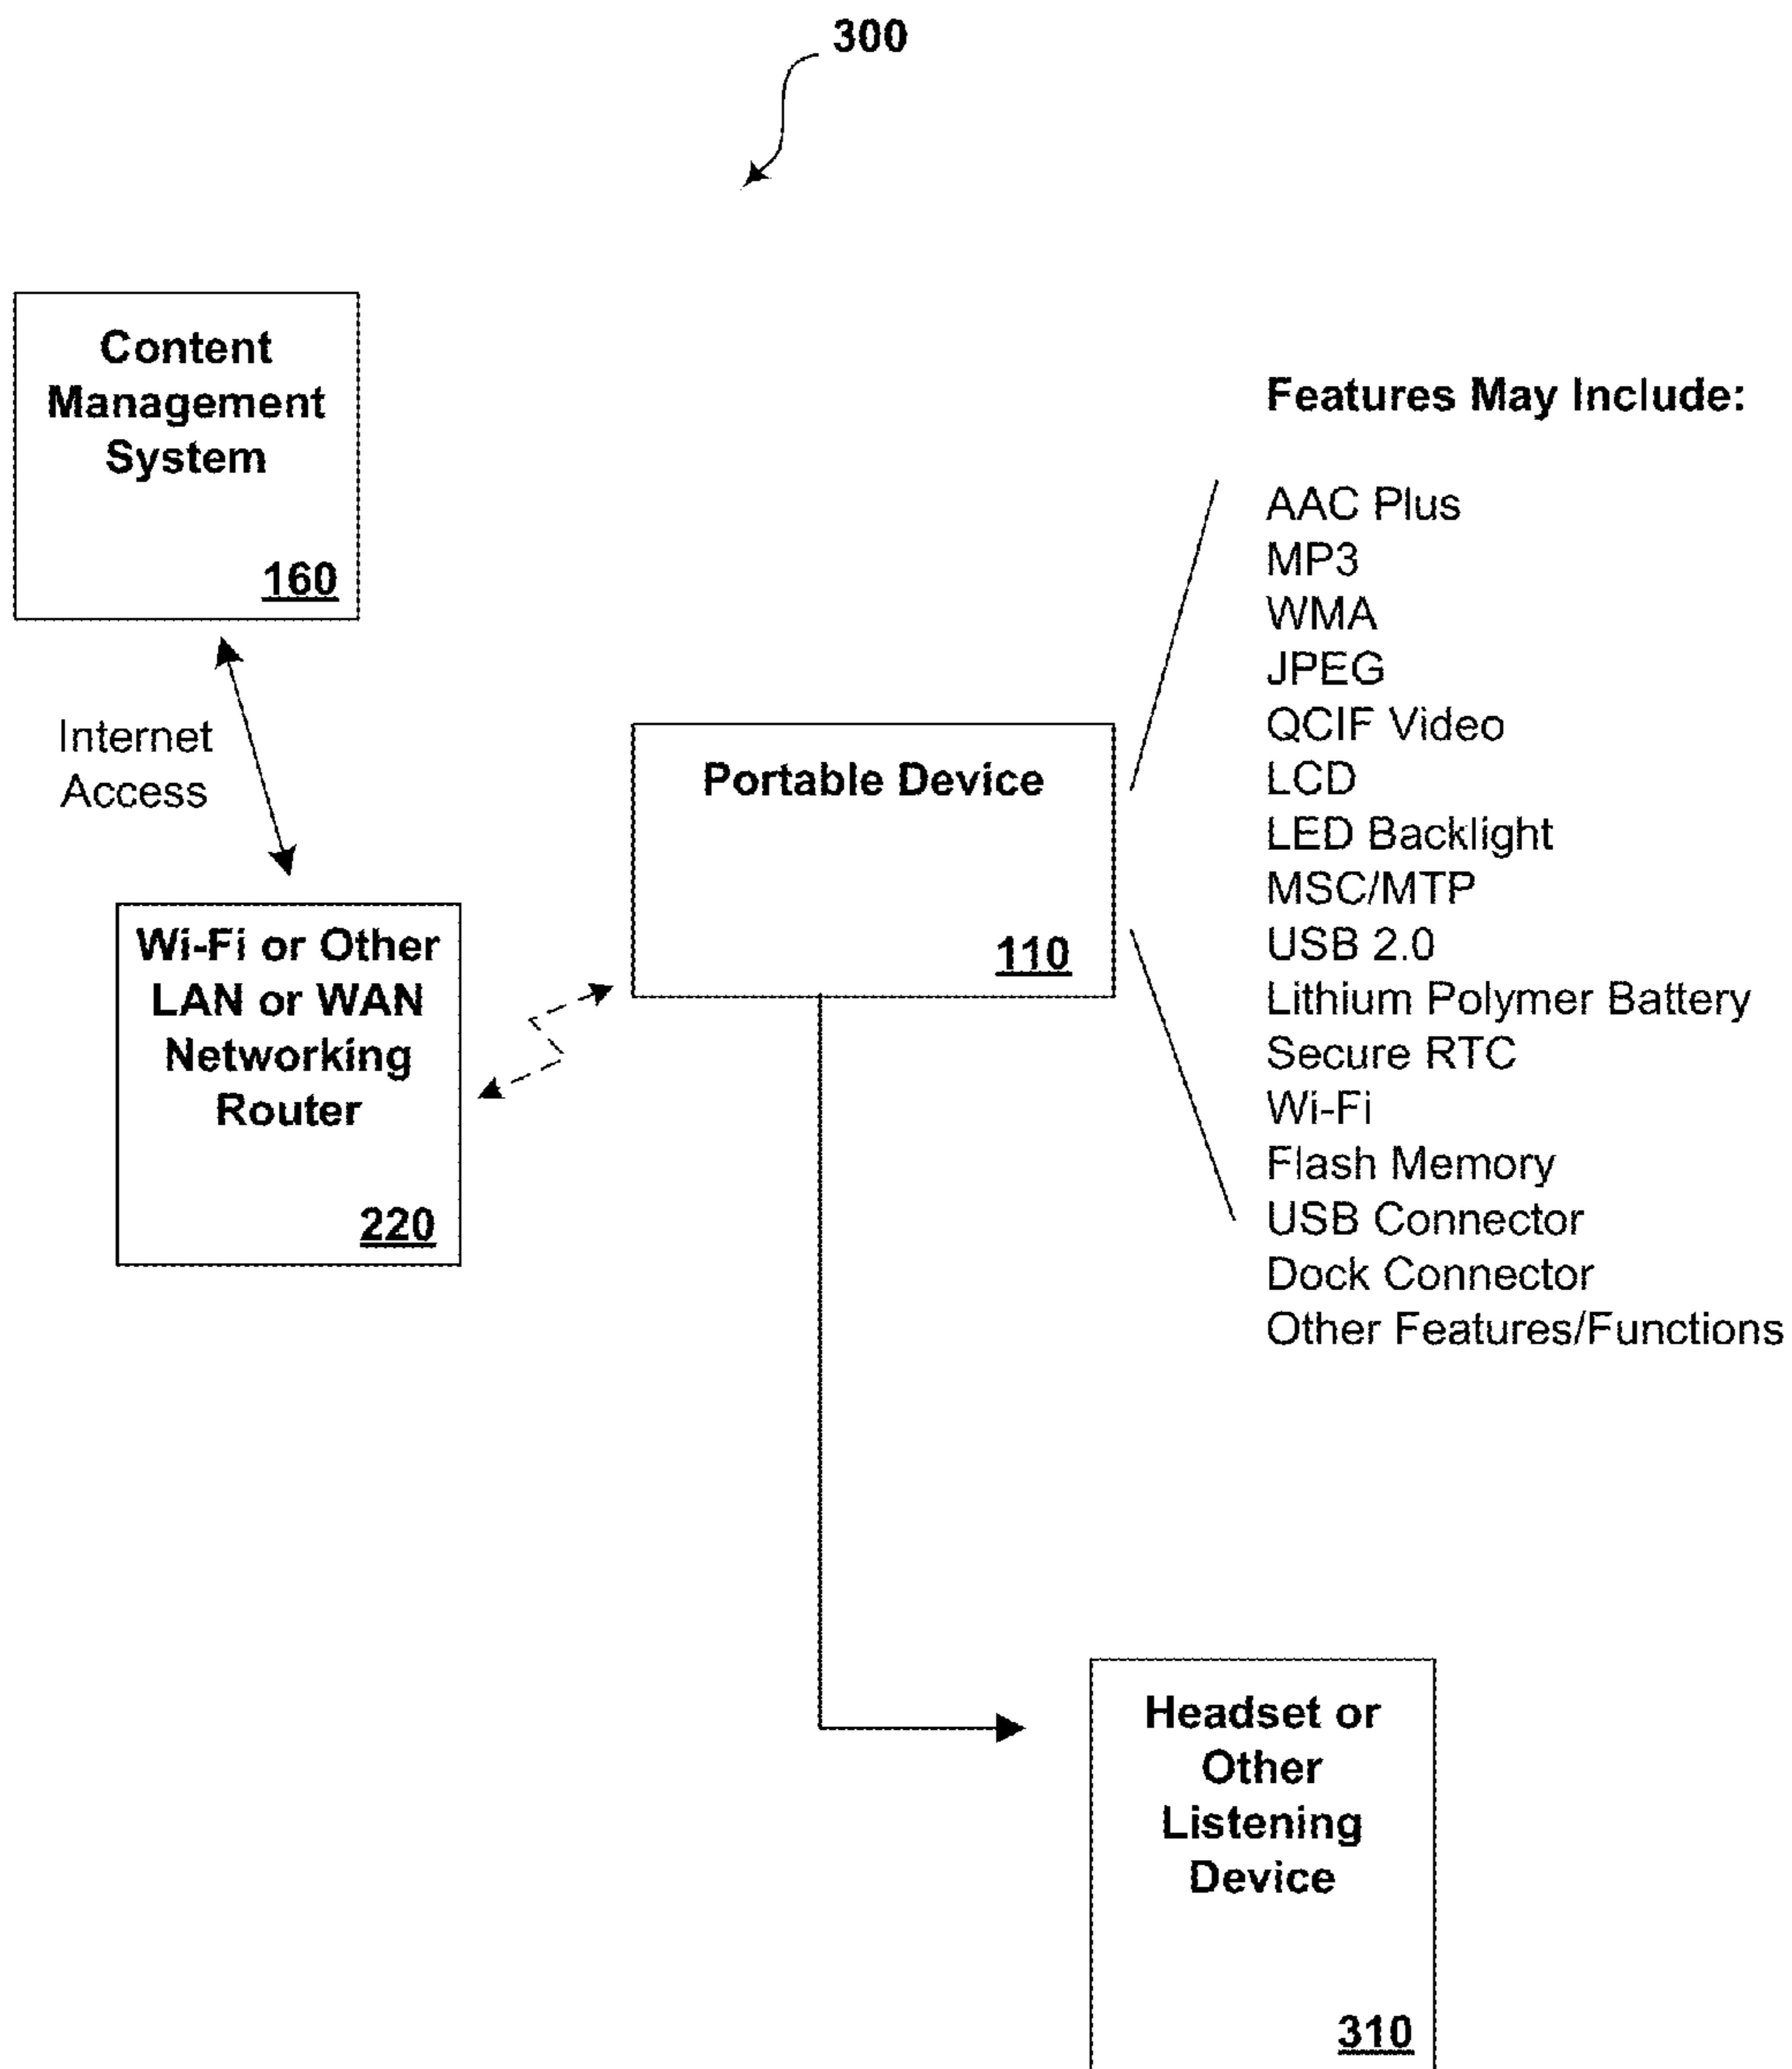 300
Content
Management
System
160
Internet
Access
Wi-Fi or Other
LAN or WAN
Networking
Router
220
Portable Device
110
Features May Include:
AAC Plus
MP3
WMA
JPEG
QCIF Video
LCD
LED Backlight
MSC/MTP
USB 2.0
Lithium Polymer Battery
Secure RTC
Wi-Fi
Flash Memory
USB Connector
Dock Connector
Other Features/Functions
Headset or
Other
Listening
Device
310